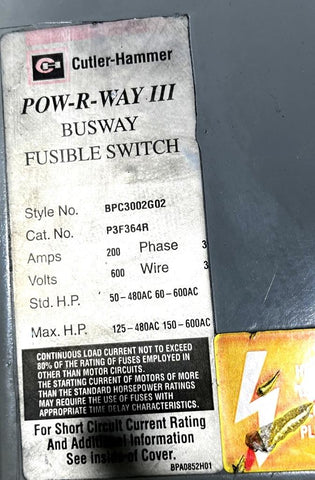 Cutler-Hammer
POW-R-WAY III
BUSWAY
FUSIBLE SWITCH
Style No. BPC3002G02
Cat. No. P3F364R
Amps 200 Phase 3
Volts 600 Wire 3
Std. H.P. 50-480AC 60-600AC
Max. H.P. 125-480AC 150-600AC
CONTINUOUS LOAD CURRENT NOT TO EXCEED
80% OF THE RATING OF FUSES EMPLOYED IN
OTHER THAN MOTOR CIRCUITS.
THE STARTING CURRENT OF MOTORS OF MORE
THAN THE STANDARD HORSEPOWER RATINGS
MAY REQUIRE THE USE OF FUSES WITH
APPROPRIATE TIME DELAY CHARACTERISTICS.
For Short Circuit Current Rating
And Additional Information
See Inside of Cover.
BPA0852H01